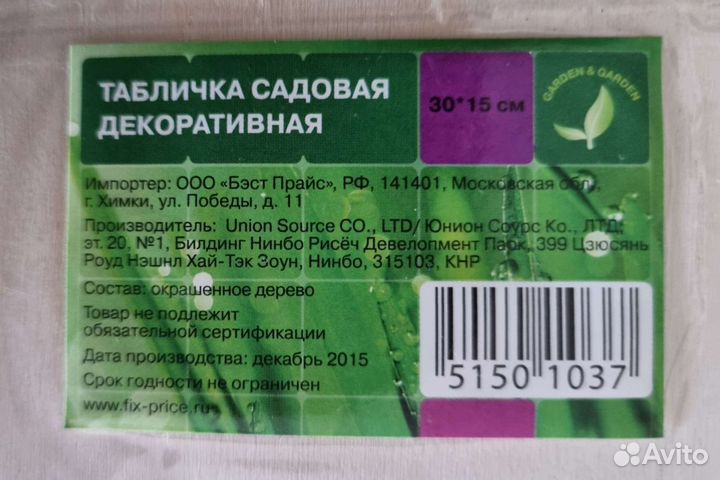 ТАБЛИЧКА САДОВАЯ
ДЕКОРАТИВНАЯ
30*15 см
GARDEN & GARDEN
Импортер: ООО «Бэст Прайс», РФ, 141401, Московская обл.,
г. Химки, ул. Победы, д. 11
Производитель: Union Source CO., LTD/ Юнион Соурс Ко., ЛТД;
эт. 20, №1, Билдинг Нинбо Рисёч Девелопмент Парк, 399 Цзюсянь
Роуд Нэшнл Хай-Тэк Зоун, Нинбо, 315103, КНР
Состав: окрашенное дерево
Товар не подлежит
обязательной сертификации
Дата производства: декабрь 2015
Срок годности не ограничен
www.fix-price.ru
5150 1037
Avito